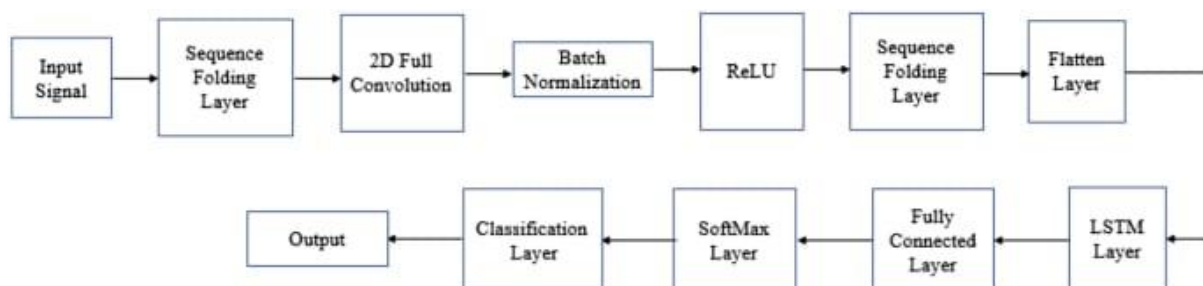 Input
Signal
Sequence
Folding
Layer
2D Full
Convolution
Batch
Normalization
ReLU
Sequence
Folding
Layer
Flatten
Layer
LSTM
Layer
Fully
Connected
Layer
SoftMax
Layer
Classification
Layer
Output